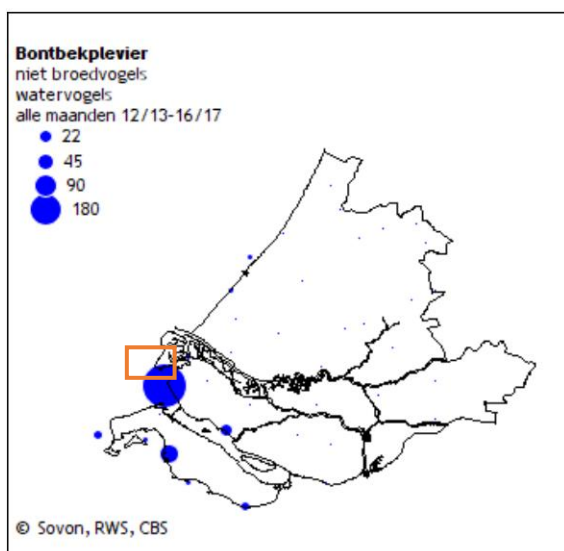 Bontbekplevier
niet broedvogels
watervogels
alle maanden 12/13-16/17
22
45
90
180
© Sovon, RWS, CBS